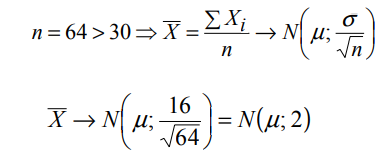 n = 64 > 30 ⇒ X̅ = ∑ Xᵢ / n → N(μ; σ / √n)
X̅ → N(μ; 16 / √64) = N(μ; 2)